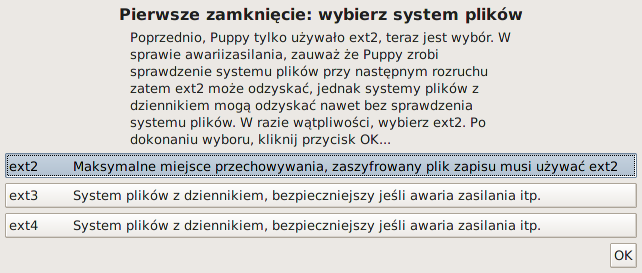 Pierwsze zamknięcie: wybierz system plików
Poprzednio, Puppy tylko używało ext2, teraz jest wybór. W
sprawie awariizasilania, zauważ że Puppy zrobi
sprawdzenie systemu plików przy następnym rozruchu
zatem ext2 może odzyskać, jednak systemy plików z
dziennikiem mogą odzyskać nawet bez sprawdzenia
systemu plików. W razie wątpliwości, wybierz ext2. Po
dokonaniu wyboru, kliknij przycisk OK...
ext2 Maksymalne miejsce przechowywania, zaszyfrowany plik zapisu musi używać ext2
ext3 System plików z dziennikiem, bezpieczniejszy jeśli awaria zasilania itp.
ext4 System plików z dziennikiem, bezpieczniejszy jeśli awaria zasilania itp.
OK